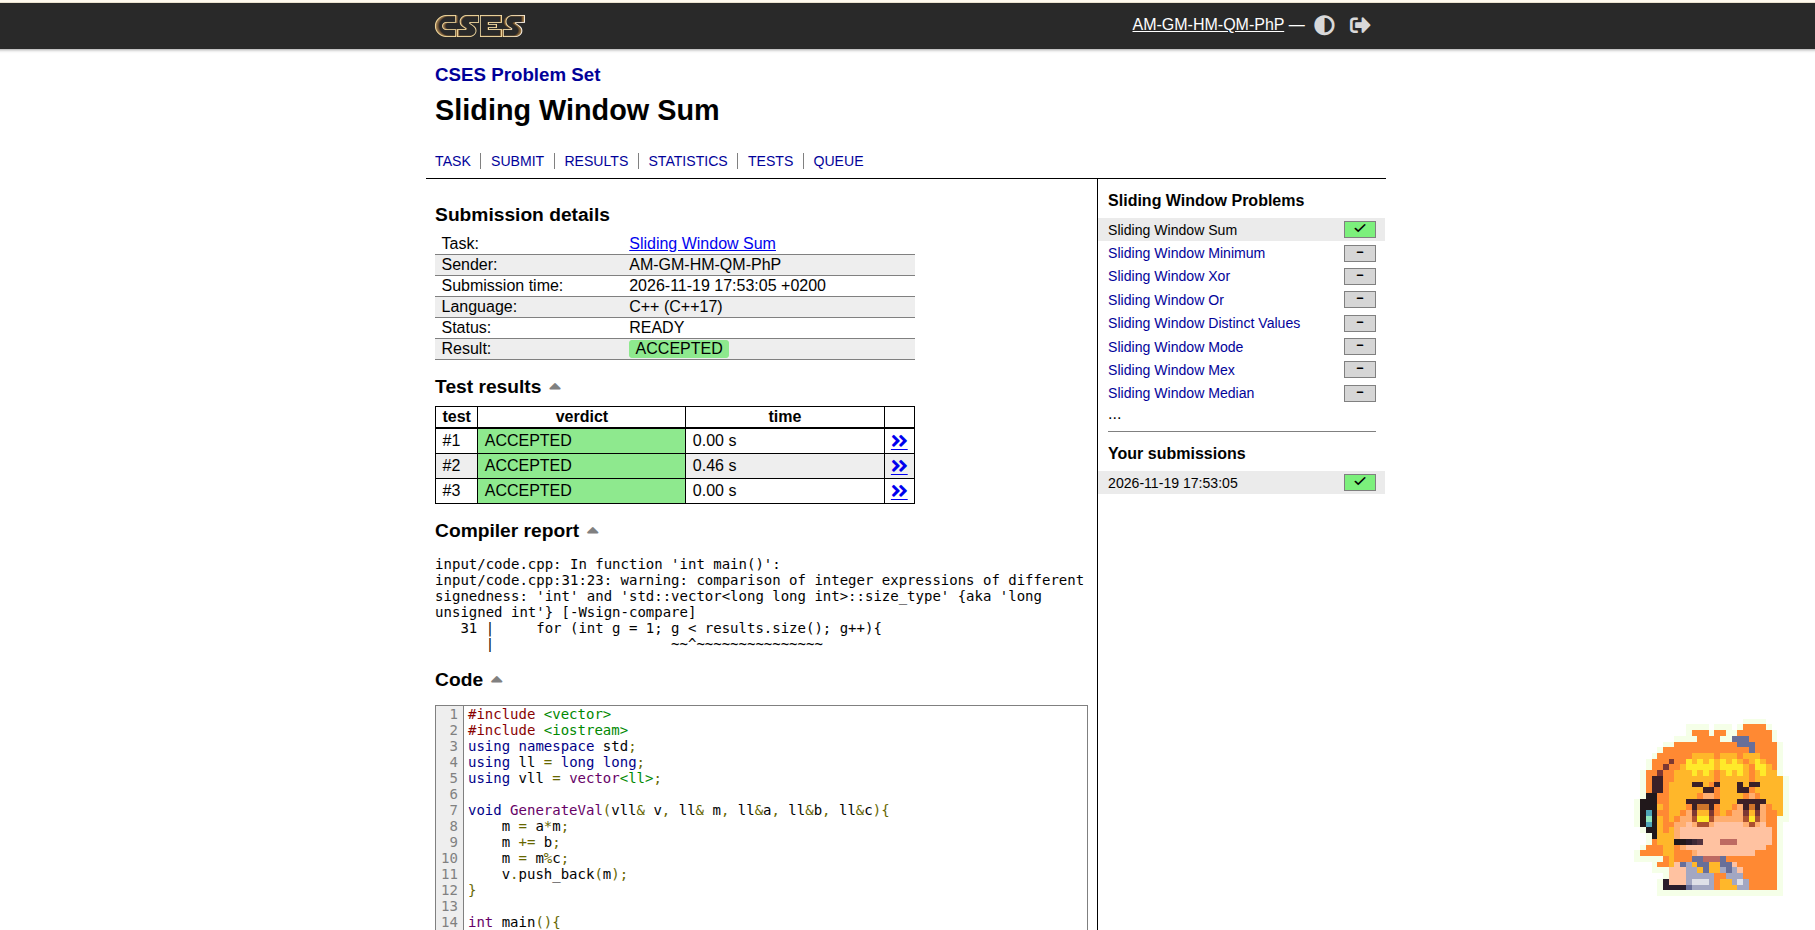 CSES
AM-GM-HM-QM-PhP —
CSES Problem Set
Sliding Window Sum
TASK | SUBMIT | RESULTS | STATISTICS | TESTS | QUEUE
Submission details
Task: Sliding Window Sum
Sender: AM-GM-HM-QM-PhP
Submission time: 2026-11-19 17:53:05 +0200
Language: C++ (C++17)
Status: READY
Result: ACCEPTED
Test results
test verdict time
#1 ACCEPTED 0.00 s
#2 ACCEPTED 0.46 s
#3 ACCEPTED 0.00 s
Compiler report
input/code.cpp: In function 'int main()':
input/code.cpp:31:23: warning: comparison of integer expressions of different
signedness: 'int' and 'std::vector<long long int>::size_type' {aka 'long
unsigned int'} [-Wsign-compare]
   31 |     for (int g = 1; g < results.size(); g++){
      |                     ~~^~~~~~~~~~~~~~~~
Code
1 #include <vector>
2 #include <iostream>
3 using namespace std;
4 using ll = long long;
5 using vll = vector<ll>;
6
7 void GenerateVal(vll& v, ll& m, ll&a, ll&b, ll&c){
8     m = a*m;
9     m += b;
10     m = m%c;
11     v.push_back(m);
12 }
13
14 int main(){
Sliding Window Problems
Sliding Window Sum
Sliding Window Minimum –
Sliding Window Xor –
Sliding Window Or –
Sliding Window Distinct Values –
Sliding Window Mode –
Sliding Window Mex –
Sliding Window Median –
...
Your submissions
2026-11-19 17:53:05